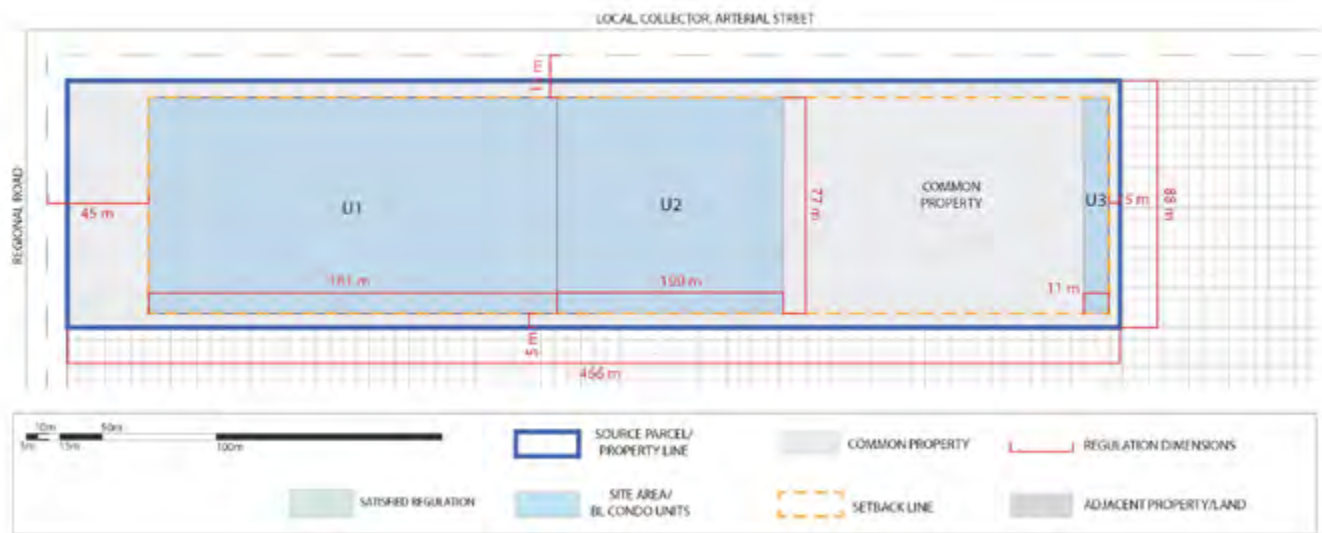 LOCAL, COLLECTOR, ARTERIAL STREET
REGIONAL ROAD
45 m
U1
U2
77 m
COMMON
PROPERTY
U3
5 m
88 m
181 m
100 m
11 m
5 m
466 m
10m 50m
5m 15m 100m
SOURCE PARCEL/
PROPERTY LINE
COMMON PROPERTY
REGULATION DIMENSIONS
SATISFIED REGULATION
SITE AREA/
BL CONDO UNITS
SETBACK LINE
ADJACENT PROPERTY/LAND